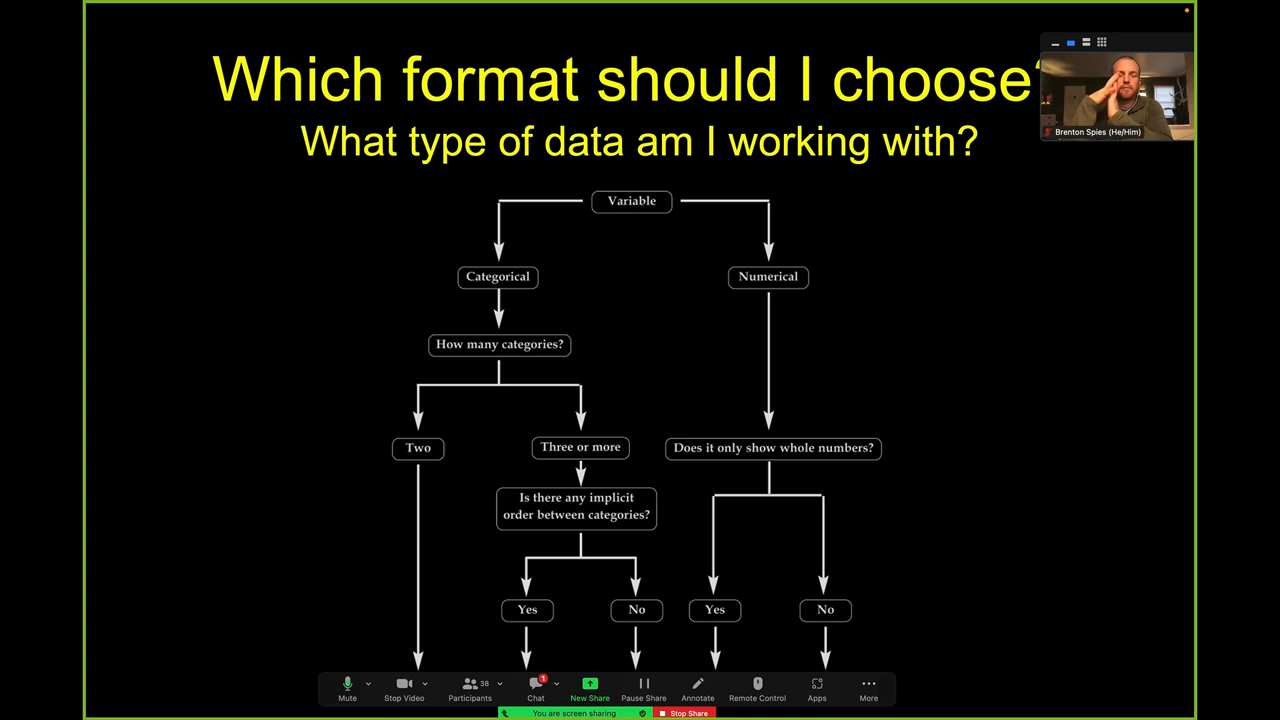 Which format should I choose?
What type of data am I working with?
Brenton Spies (He/Him)
Variable
Categorical
Numerical
How many categories?
Two
Three or more
Does it only show whole numbers?
Is there any implicit
order between categories?
Yes
No
Yes
No
Mute
Stop Video
Participants
38
Chat
1
New Share
Pause Share
Annotate
Remote Control
Apps
More
You are screen sharing
Stop Share